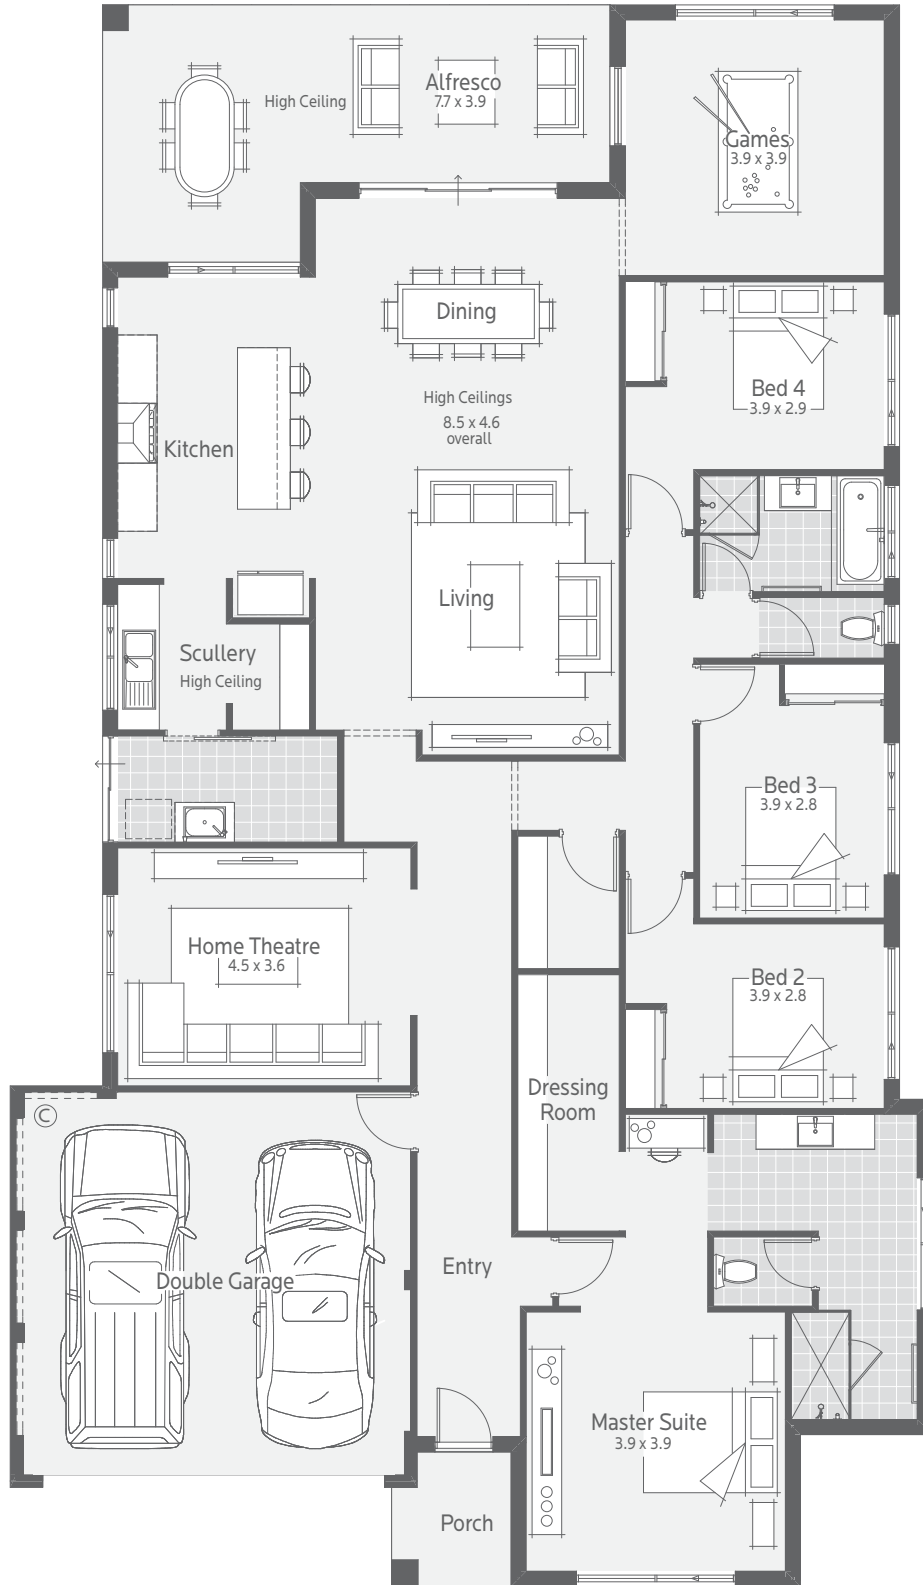 Alfresco
7.7 x 3.9
High Ceiling
Games
3.9 x 3.9
Dining
High Ceilings
8.5 x 4.6
overall
Kitchen
Bed 4
3.9 x 2.9
Living
Scullery
High Ceiling
Bed 3
3.9 x 2.8
Home Theatre
4.5 x 3.6
Bed 2
3.9 x 2.8
Dressing
Room
C
Double Garage
Entry
Master Suite
3.9 x 3.9
Porch